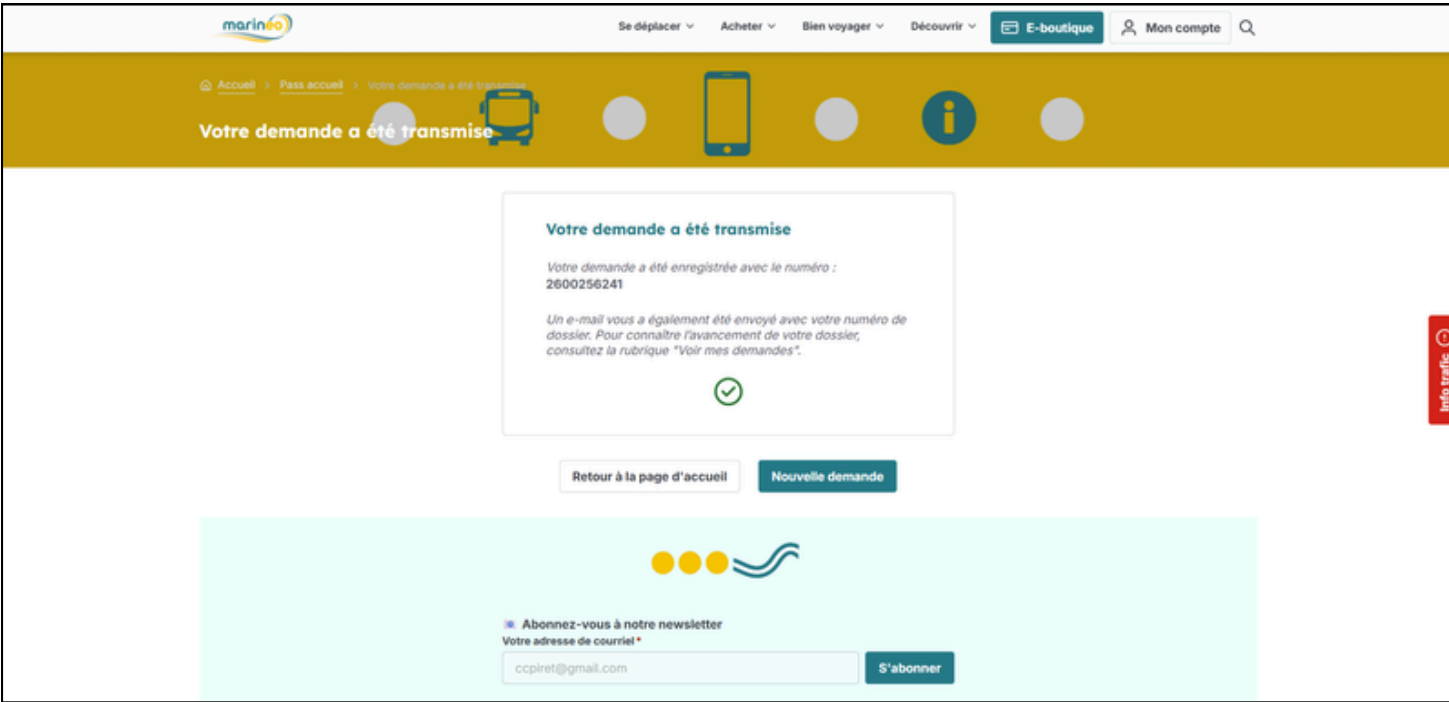 marinéo
Se déplacer Acheter Bien voyager Découvrir E-boutique Mon compte
Accueil > Pass accueil > Votre demande a été transmise
Votre demande a été transmise
Votre demande a été transmise
Votre demande a été enregistrée avec le numéro :
2600256241
Un e-mail vous a également été envoyé avec votre numéro de
dossier. Pour connaître l'avancement de votre dossier,
consultez la rubrique "Voir mes demandes".
Info trafic
Retour à la page d'accueil Nouvelle demande
Abonnez-vous à notre newsletter
Votre adresse de courriel *
ccpiret@gmail.com S'abonner